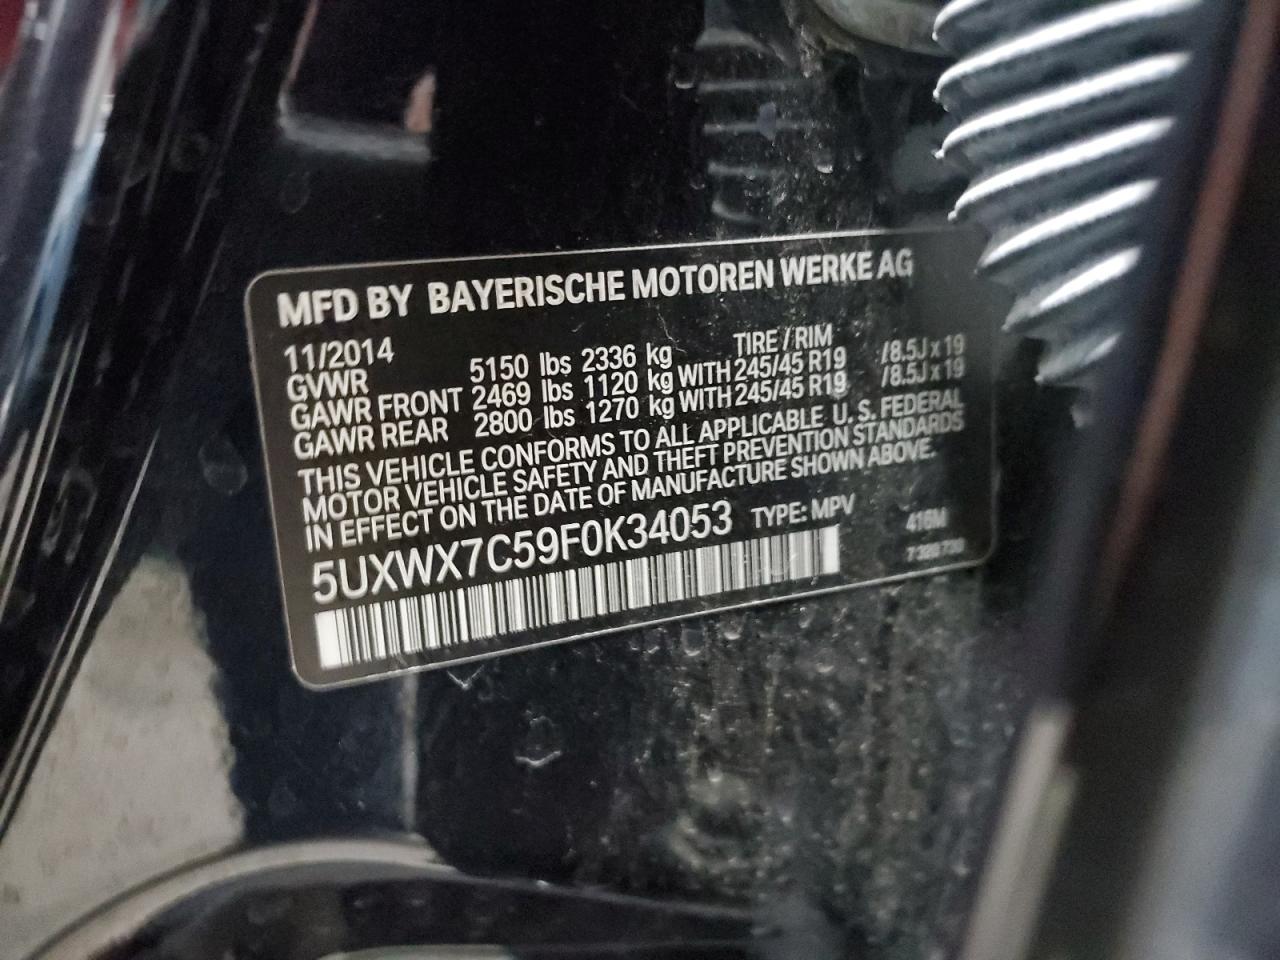 MFD BY BAYERISCHE MOTOREN WERKE AG
11/2014 TIRE / RIM
GVWR 5150 lbs 2336 kg
GAWR FRONT 2469 lbs 1120 kg WITH 245/45 R19 /8.5J x 19
GAWR REAR 2800 lbs 1270 kg WITH 245/45 R19 /8.5J x 19
THIS VEHICLE CONFORMS TO ALL APPLICABLE U. S. FEDERAL
MOTOR VEHICLE SAFETY AND THEFT PREVENTION STANDARDS
IN EFFECT ON THE DATE OF MANUFACTURE SHOWN ABOVE.
5UXWX7C59F0K34053 TYPE: MPV
416M